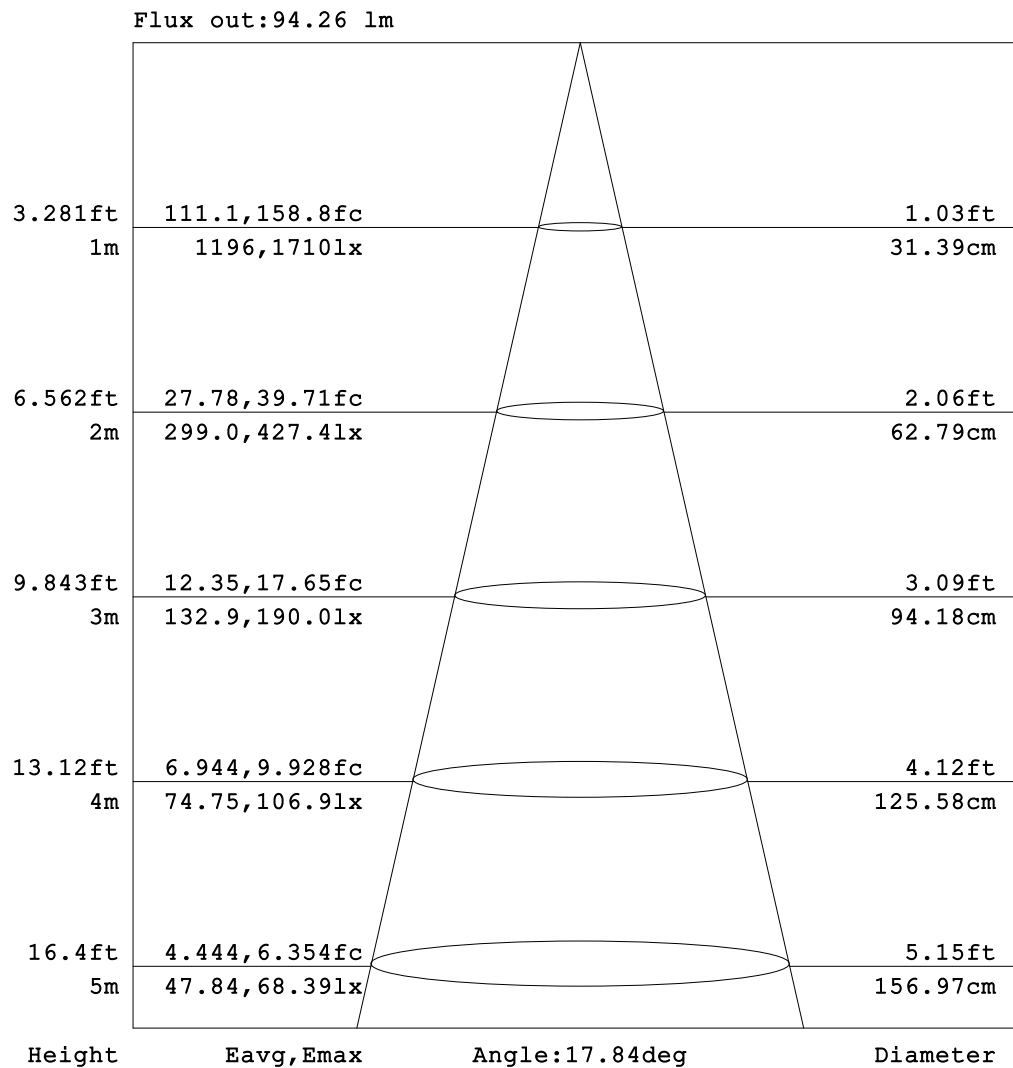 Flux out:94.26 lm
3.281ft 111.1,158.8fc 1.03ft
1m 1196,1710lx 31.39cm
6.562ft 27.78,39.71fc 2.06ft
2m 299.0,427.4lx 62.79cm
9.843ft 12.35,17.65fc 3.09ft
3m 132.9,190.0lx 94.18cm
13.12ft 6.944,9.928fc 4.12ft
4m 74.75,106.9lx 125.58cm
16.4ft 4.444,6.354fc 5.15ft
5m 47.84,68.39lx 156.97cm
Height Eavg,Emax Angle:17.84deg Diameter